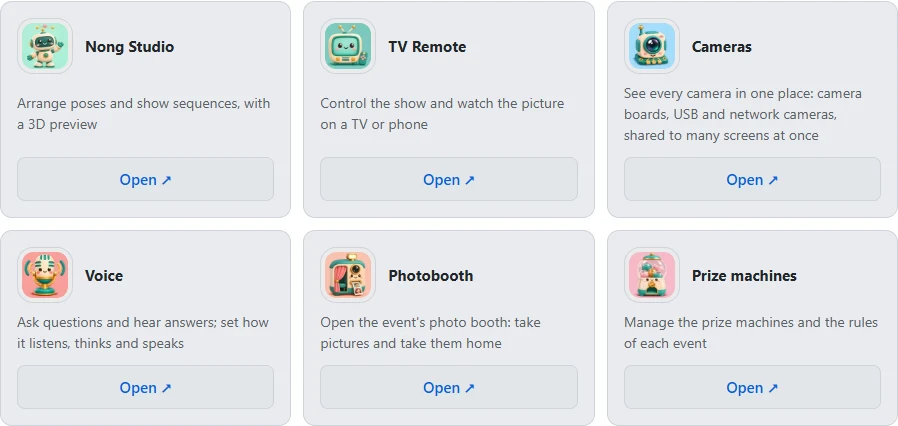 Nong Studio
Arrange poses and show sequences, with
a 3D preview
Open ↗
TV Remote
Control the show and watch the picture
on a TV or phone
Open ↗
Cameras
See every camera in one place: camera
boards, USB and network cameras,
shared to many screens at once
Open ↗
Voice
Ask questions and hear answers; set how
it listens, thinks and speaks
Open ↗
Photobooth
Open the event's photo booth: take
pictures and take them home
Open ↗
Prize machines
Manage the prize machines and the rules
of each event
Open ↗